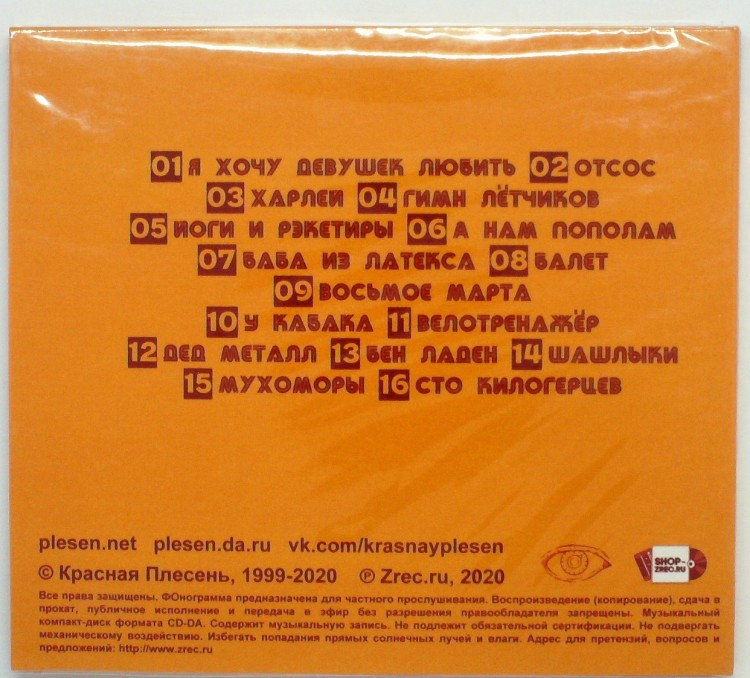 01 Я ХОЧУ ДЕВУШЕК ЛЮБИТЬ 02 ОТСОС
03 ХАРЛЕЙ 04 ГИМН ЛЁТЧИКОВ
05 ЙОГИ И РЭКЕТИРЫ 06 А НАМ ПОПОЛАМ
07 БАБА ИЗ ЛАТЕКСА 08 БАЛЕТ
09 ВОСЬМОЕ МАРТА
10 У КАБАКА 11 ВЕЛОТРЕНАЖЁР
12 ДЕД МЕТАЛЛ 13 БЕН ЛАДЕН 14 ШАШЛЫКИ
15 МУХОМОРЫ 16 СТО КИЛОГЕРЦЕВ
plesen.net plesen.da.ru vk.com/krasnayplesen
SHOP-
ZREC.RU
© Красная Плесень, 1999-2020 ℗ Zrec.ru, 2020
Все права защищены. ФОнограмма предназначена для частного прослушивания. Воспроизведение (копирование), сдача в
прокат, публичное исполнение и передача в эфир без разрешения правообладателя запрещены. Музыкальный
компакт-диск формата CD-DA. Содержит музыкальную запись. Не подлежит обязательной сертификации. Не подвергать
механическому воздействию. Избегать попадания прямых солнечных лучей и влаги. Адрес для претензий, вопросов и
предложений: http://www.zrec.ru